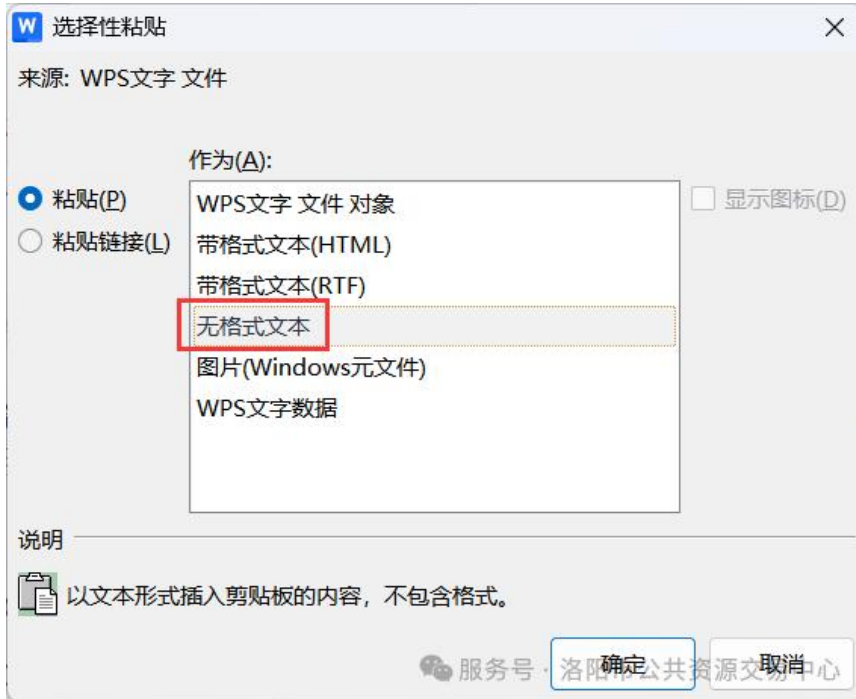 W 选择性粘贴
来源: WPS文字 文件
作为(A):
粘贴(P)
粘贴链接(L)
WPS文字 文件 对象
带格式文本(HTML)
带格式文本(RTF)
无格式文本
图片(Windows元文件)
WPS文字数据
显示图标(D)
说明
以文本形式插入剪贴板的内容，不包含格式。
确定
取消
服务号 · 洛阳市公共资源交易中心